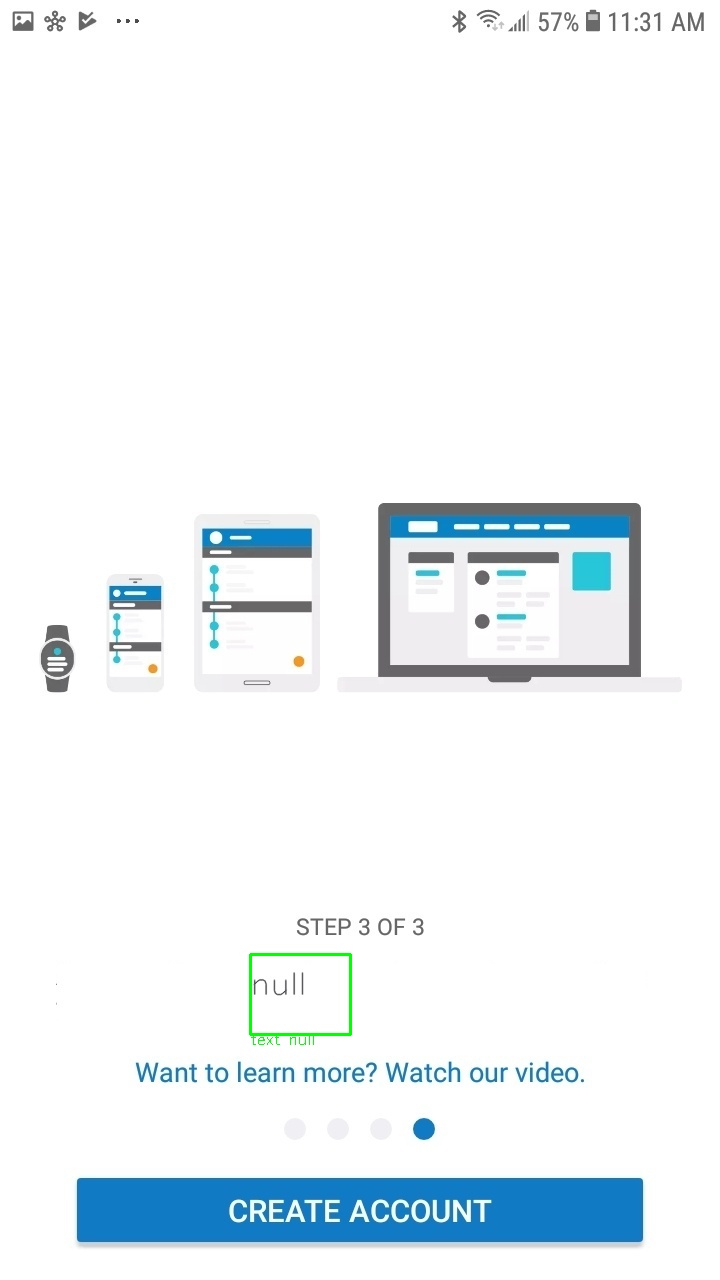 57% 11:31 AM
STEP 3 OF 3
null
text null
Want to learn more? Watch our video.
CREATE ACCOUNT